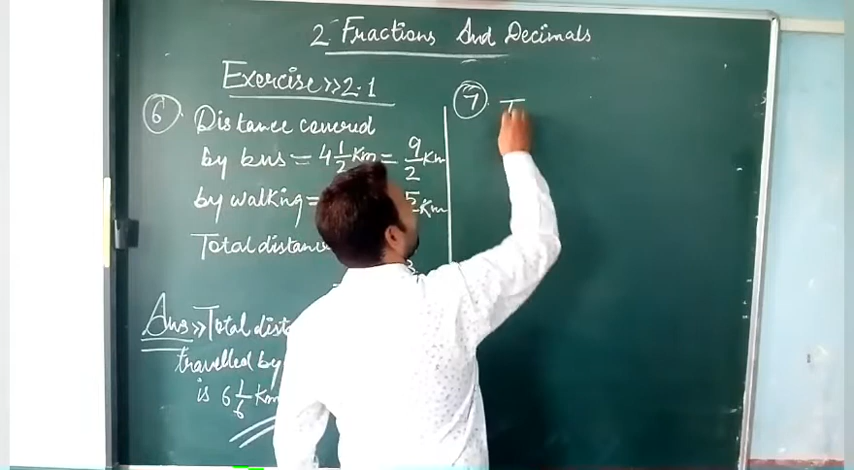 2 Fractions And Decimals
Exercise >> 2.1
6 Distance covered
by bus = 4 1/2 Km = 9/2 Km
by walking = Km
Total distance
Ans >> Total
travelled by
is 6 1/6 Km
7 T